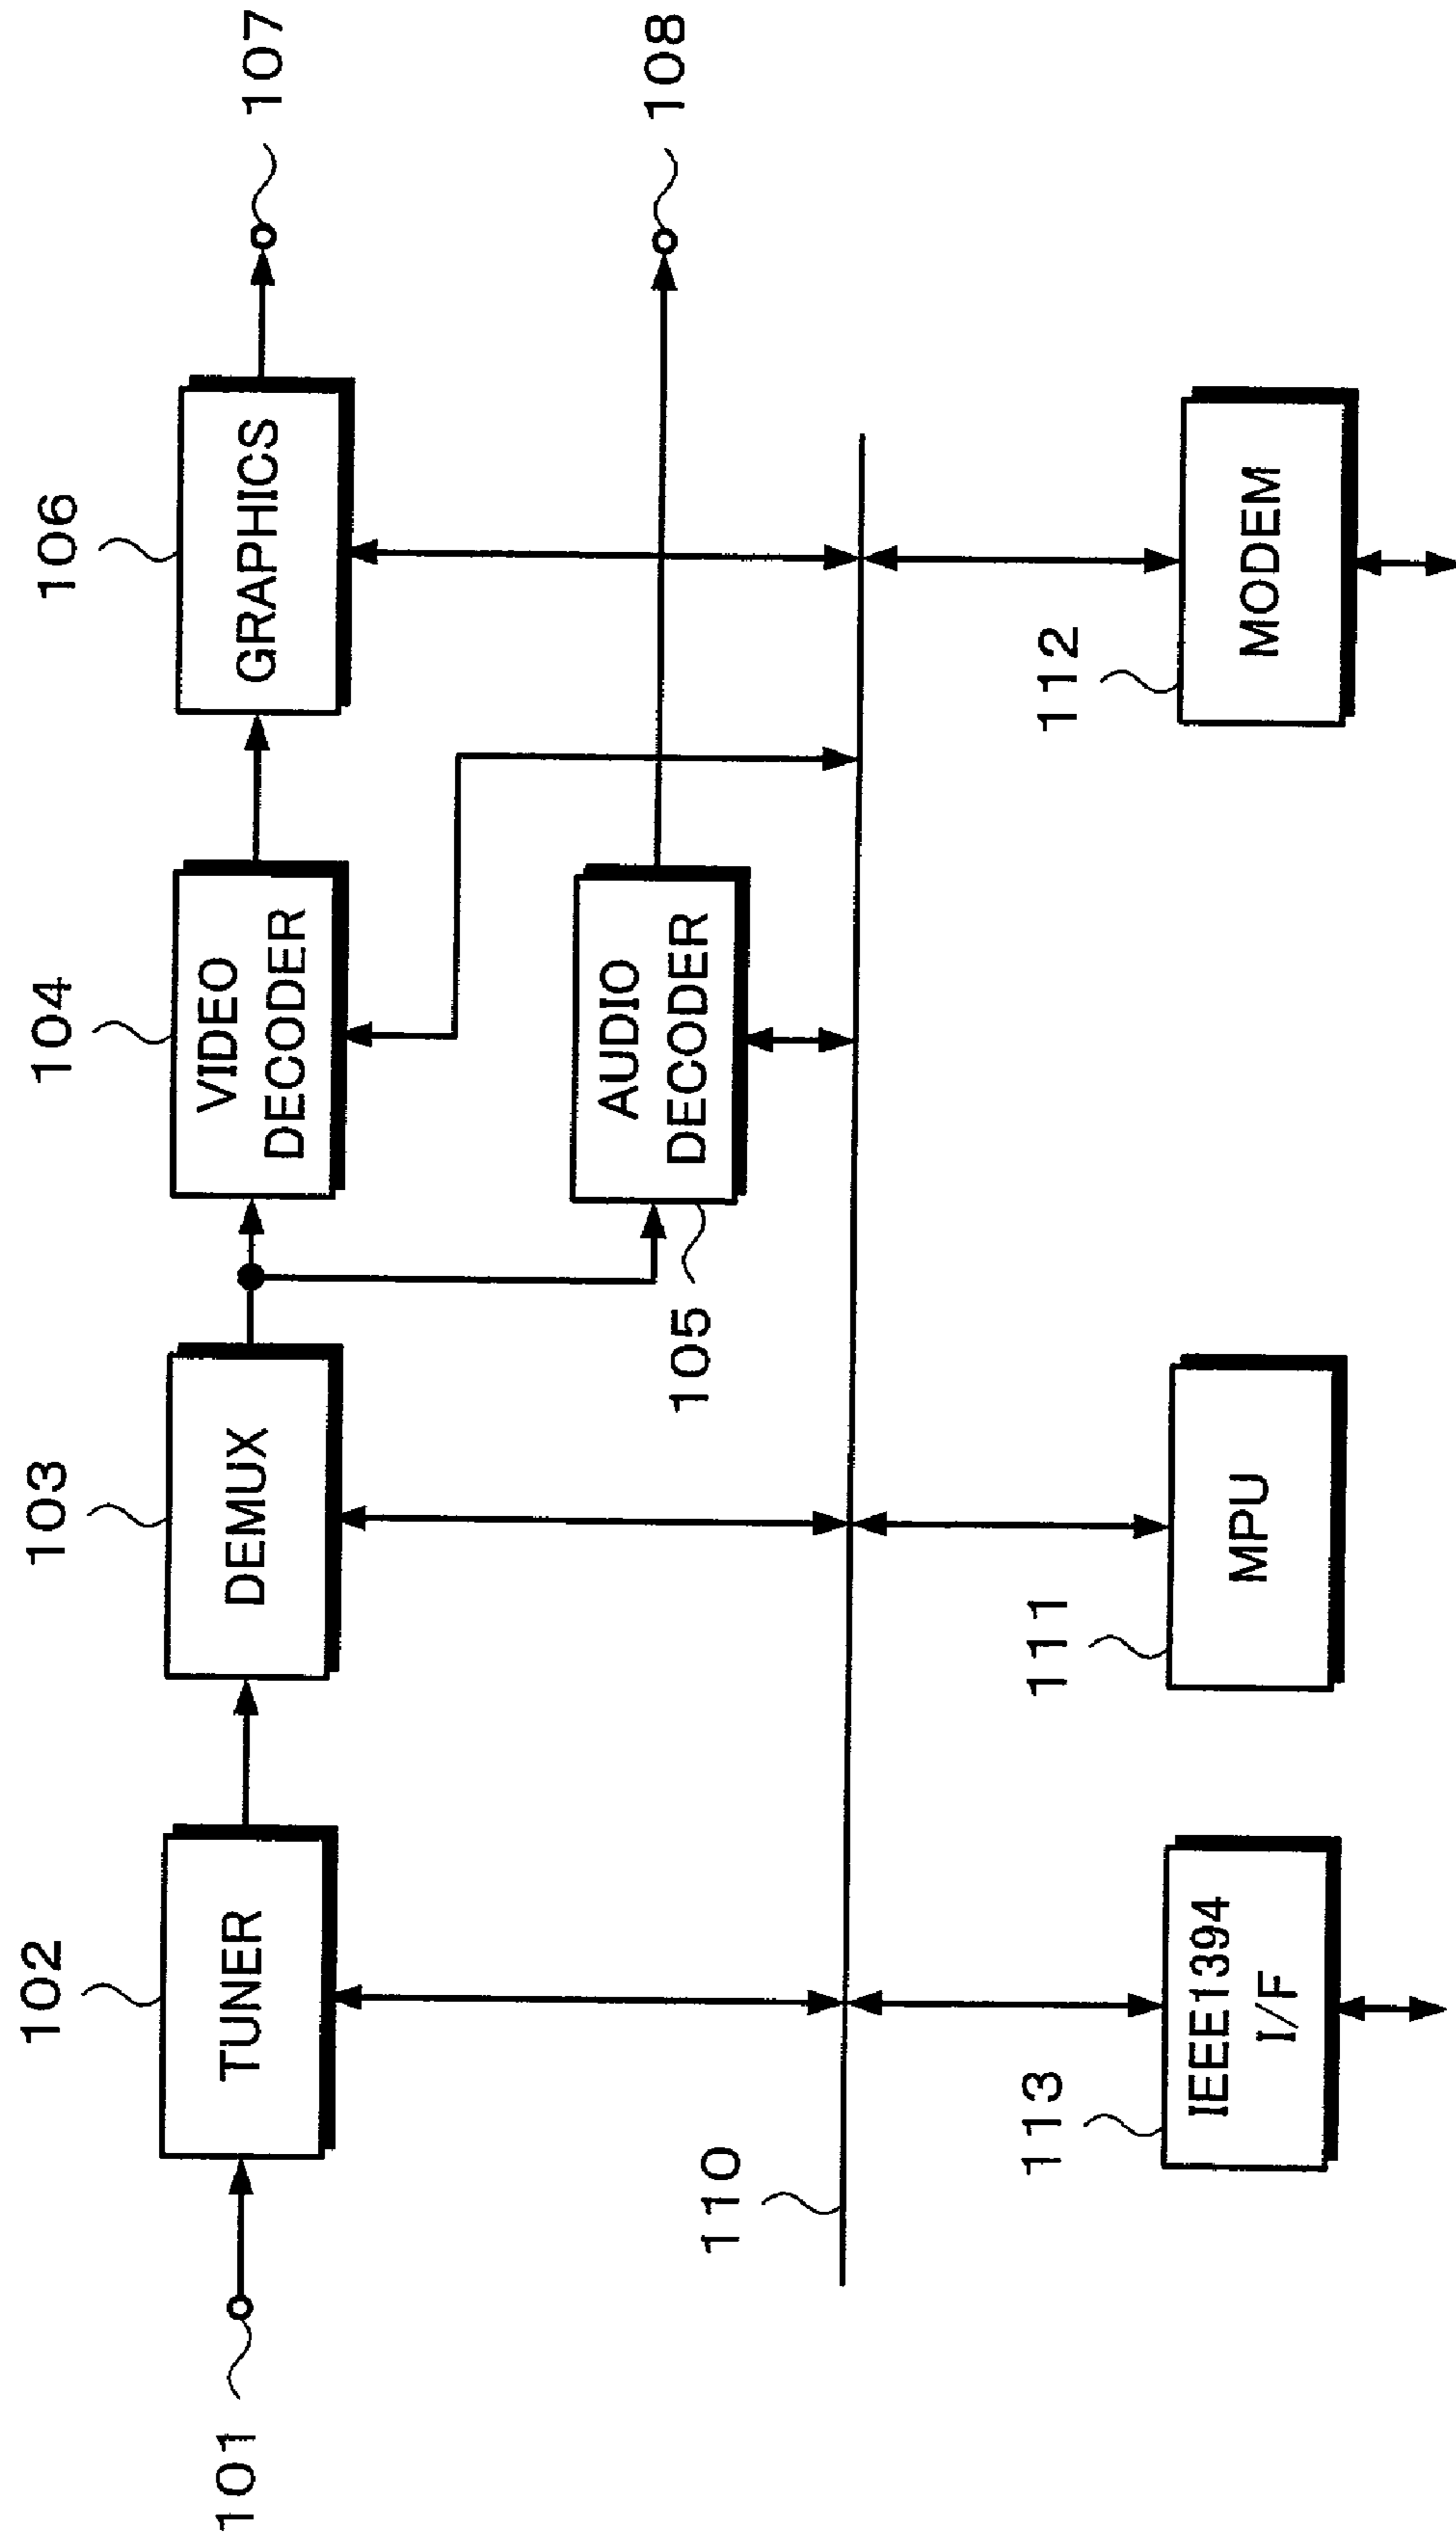 101
102
TUNER
103
DEMUX
104
VIDEO
DECODER
105
AUDIO
DECODER
106
GRAPHICS
107
108
110
113
IEEE1394
I/F
111
MPU
112
MODEM